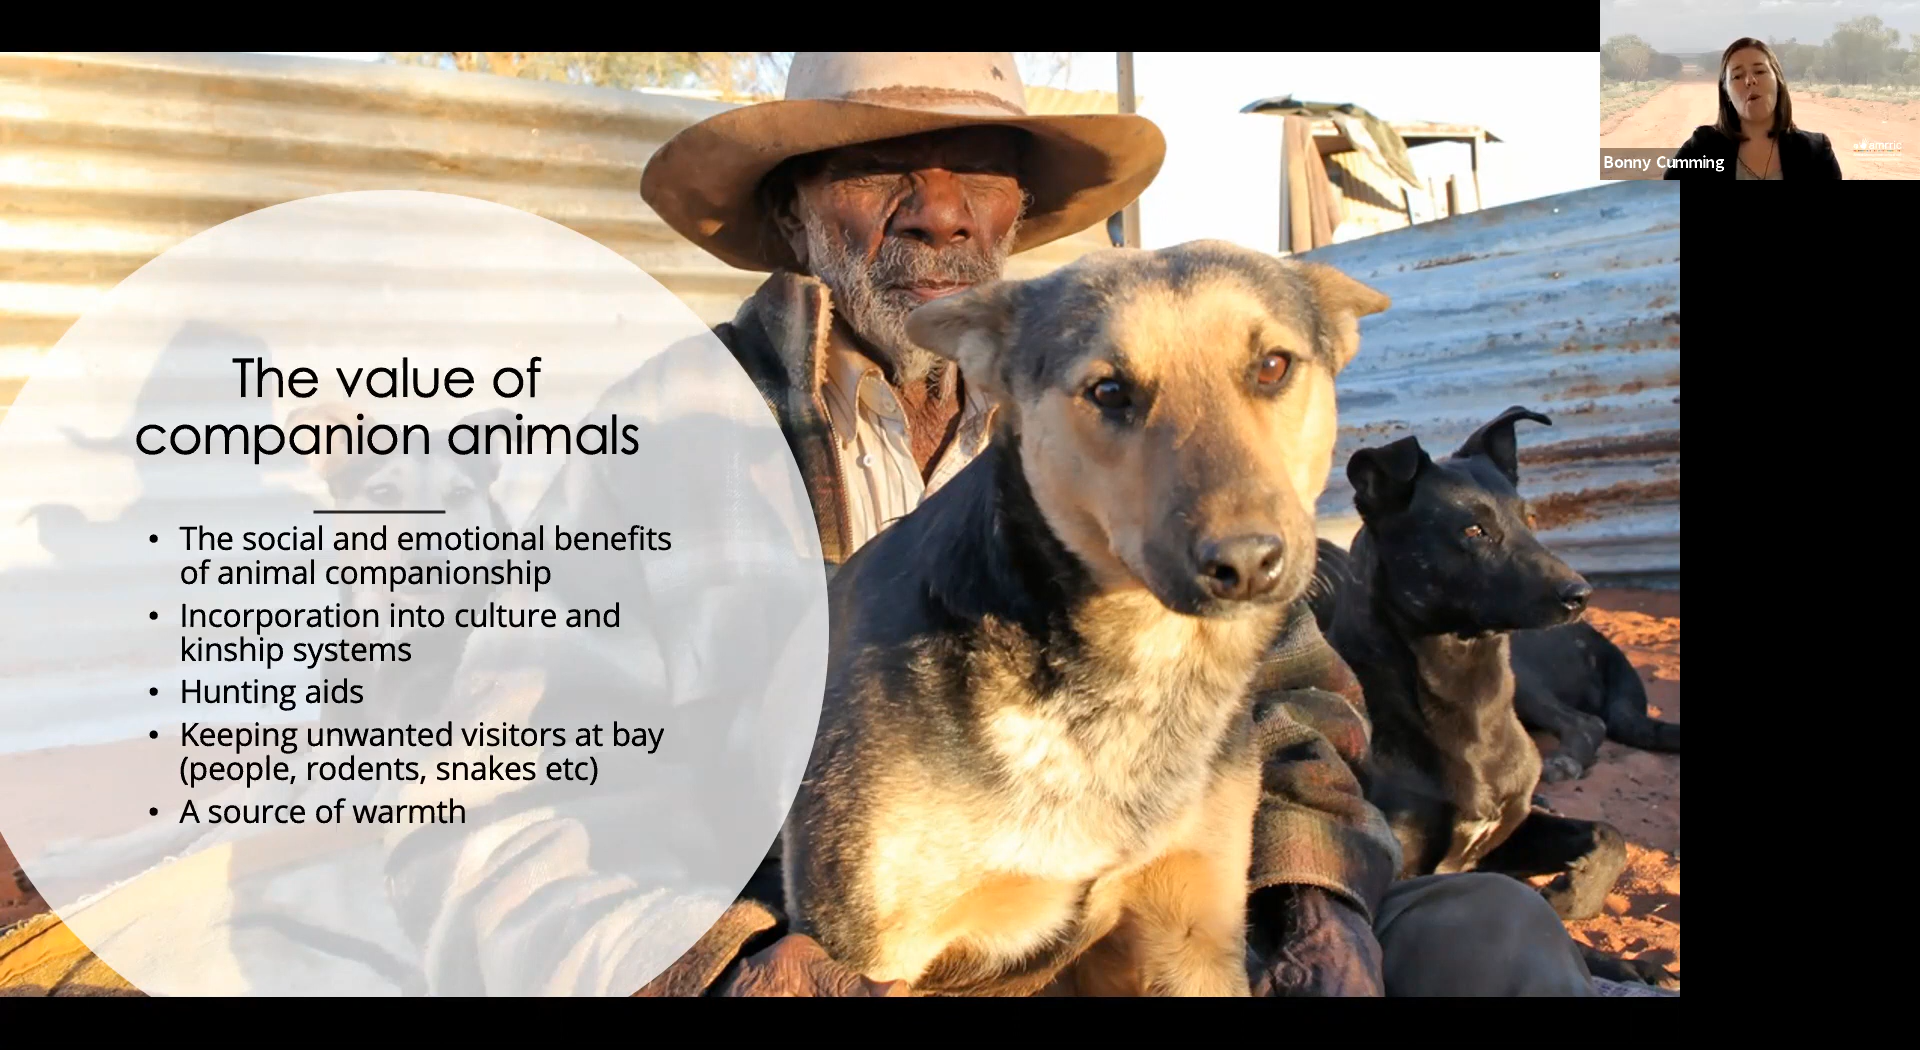 The value of
companion animals
• The social and emotional benefits
of animal companionship
• Incorporation into culture and
kinship systems
• Hunting aids
• Keeping unwanted visitors at bay
(people, rodents, snakes etc)
• A source of warmth
Bonny Cumming